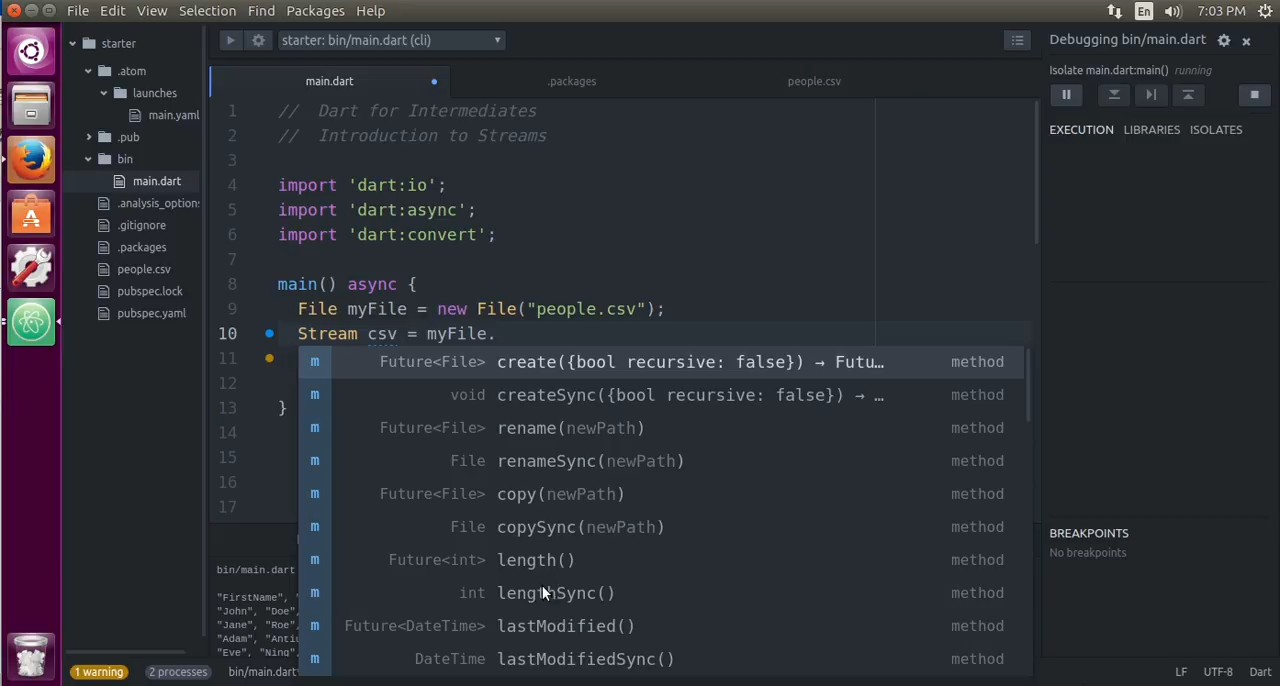 File Edit View Selection Find Packages Help
En 7:03 PM
starter
.atom
launches
main.yaml
.pub
bin
main.dart
.analysis_options
.gitignore
.packages
people.csv
pubspec.lock
pubspec.yaml
starter: bin/main.dart (cli)
main.dart .packages people.csv
1 // Dart for Intermediates
2 // Introduction to Streams
3
4 import 'dart:io';
5 import 'dart:async';
6 import 'dart:convert';
7
8 main() async {
9 File myFile = new File("people.csv");
10 Stream csv = myFile.
11
12
13 }
14
15
16
17
m Future<File> create({bool recursive: false}) → Futu… method
m void createSync({bool recursive: false}) → … method
m Future<File> rename(newPath) method
m File renameSync(newPath) method
m Future<File> copy(newPath) method
m File copySync(newPath) method
m Future<int> length() method
m int lengthSync() method
m Future<DateTime> lastModified() method
m DateTime lastModifiedSync() method
bin/main.dart
"FirstName",
"John", "Doe",
"Jane", "Roe",
"Adam", "Antiu
"Eve", "Ning",
Debugging bin/main.dart
Isolate main.dart:main() running
EXECUTION LIBRARIES ISOLATES
BREAKPOINTS
No breakpoints
1 warning 2 processes bin/main.dart LF UTF-8 Dart